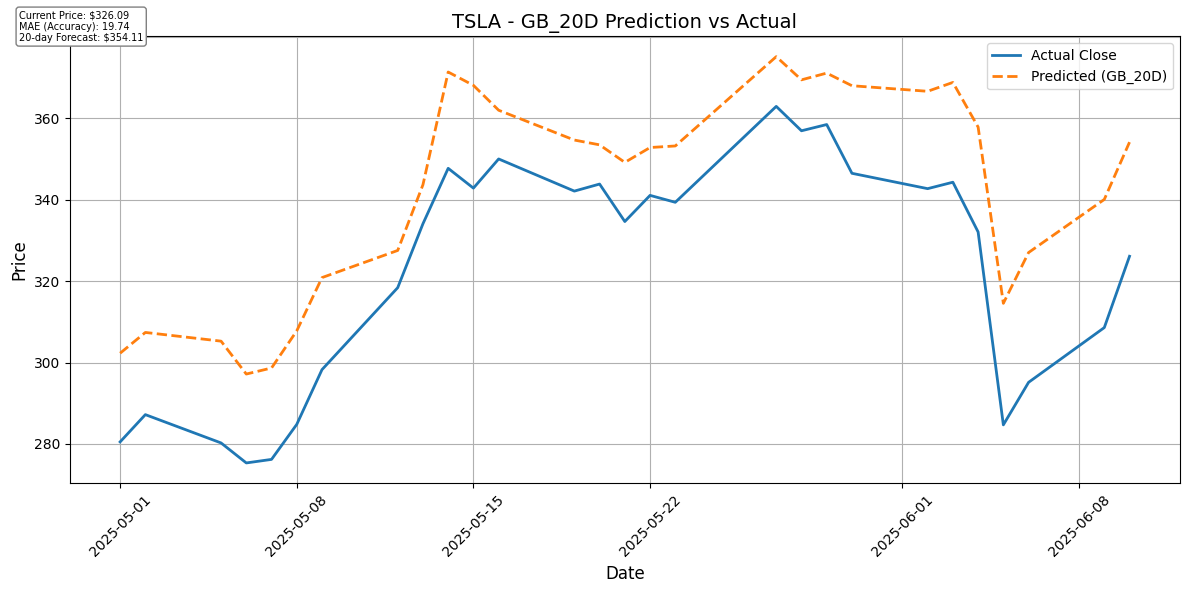 TSLA - GB_20D Prediction vs Actual
Current Price: $326.09
MAE (Accuracy): 19.74
20-day Forecast: $354.11
Actual Close
Predicted (GB_20D)
Price
360
340
320
300
280
2025-05-01
2025-05-08
2025-05-15
2025-05-22
2025-06-01
2025-06-08
Date